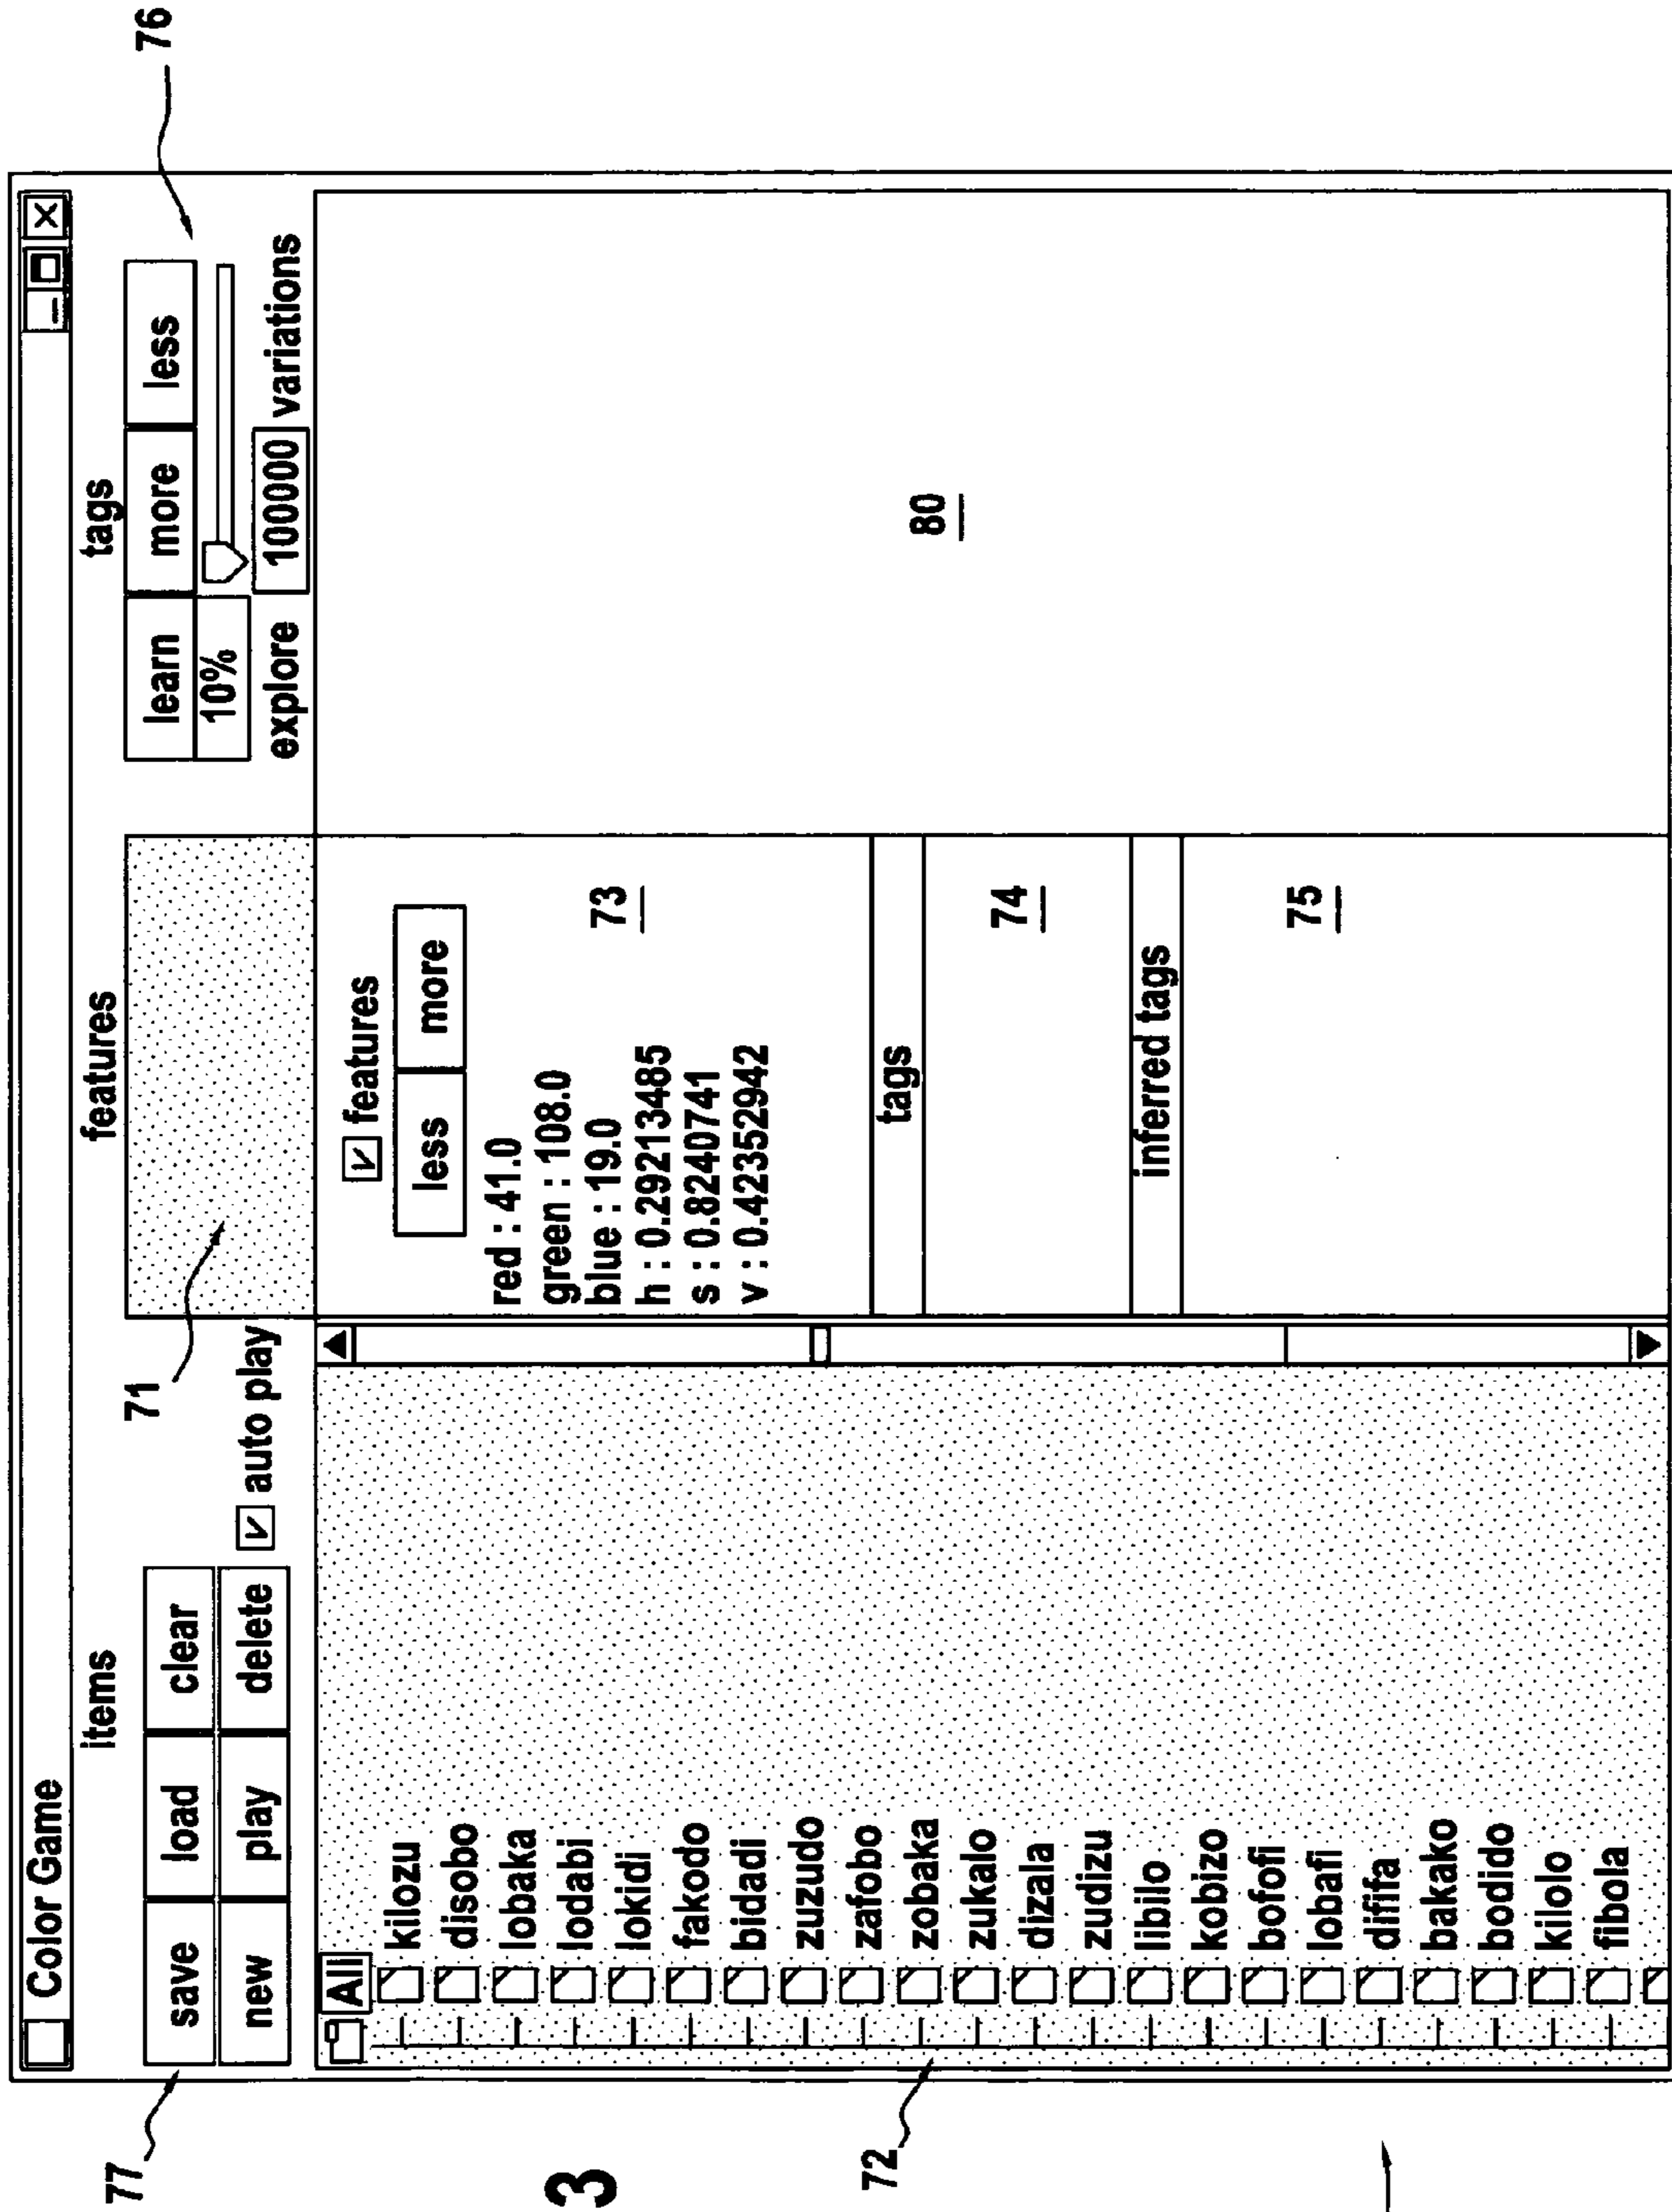 Color Game
items
features
tags
save load clear
new play delete
auto play
learn more less
10%
explore 100000 variations
77
71
76
3
72
All
kilozu
disobo
lobaka
lodabi
lokidi
fakodo
bidadi
zuzudo
zafobo
zobaka
zukalo
dizala
zudizu
libilo
kobizo
bofofi
lobafi
dififa
bakako
bodido
kilolo
fibola
features
less more
73
red : 41.0
green : 108.0
blue : 19.0
h : 0.29213485
s : 0.8240741
v : 0.42352942
tags
74
inferred tags
75
80